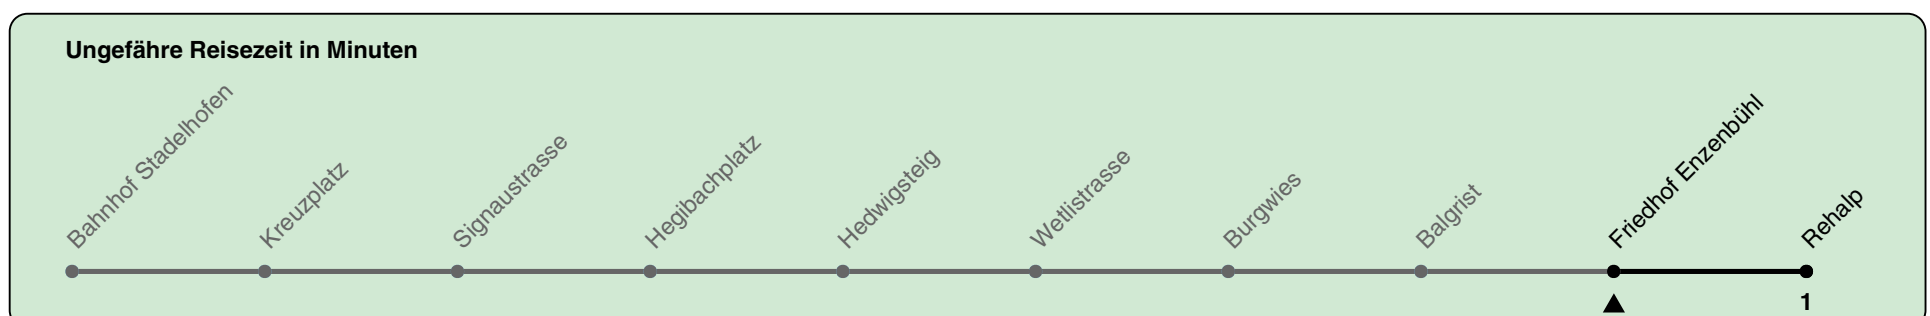 Ungefähre Reisezeit in Minuten
Bahnhof Stadelhofen
Kreuzplatz
Signaustrasse
Hegibachplatz
Hedwigsteig
Wetlistrasse
Burgwies
Balgrist
Friedhof Enzenbühl
Rehalp
1